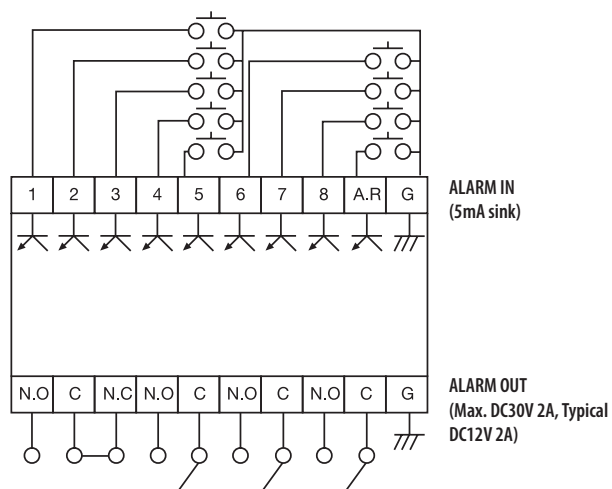 1 2 3 4 5 6 7 8 A.R G
ALARM IN
(5mA sink)
N.O C N.C N.O C N.O C N.O C G
ALARM OUT
(Max. DC30V 2A, Typical
DC12V 2A)